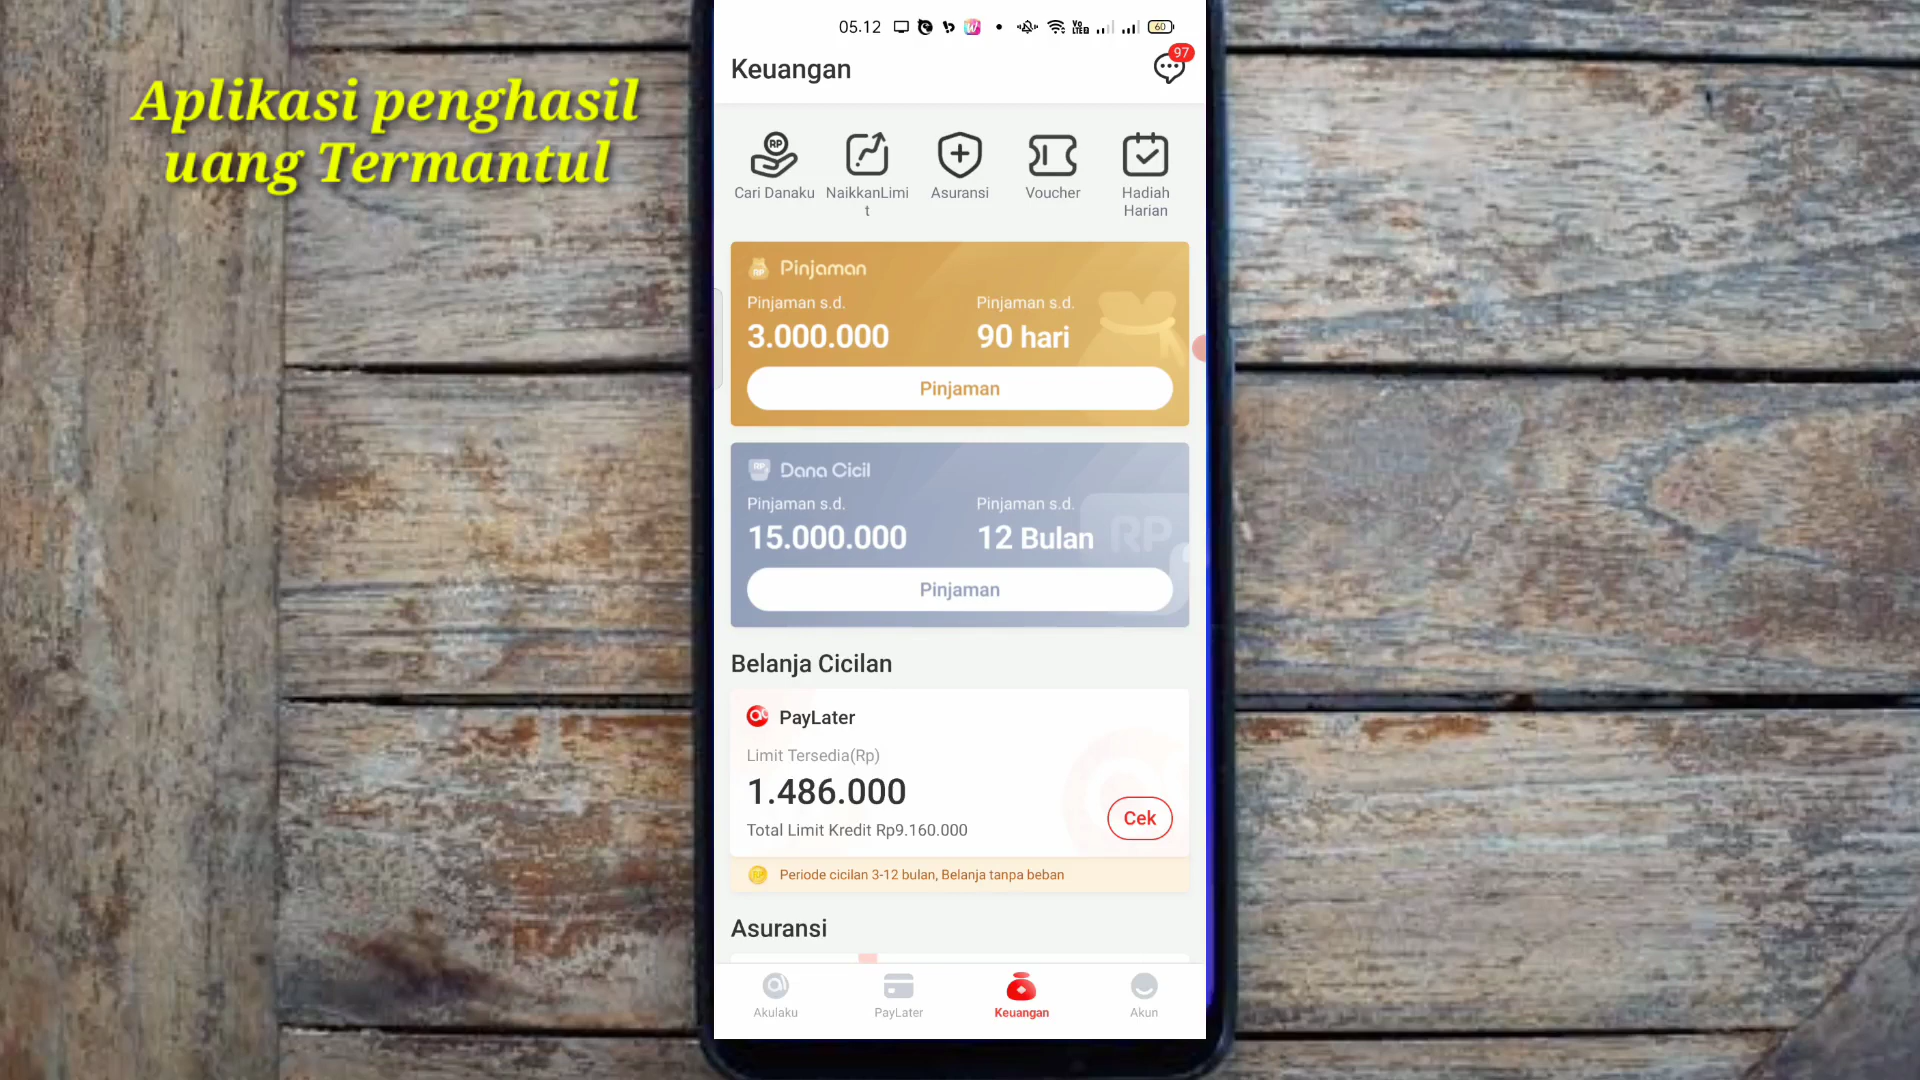 Aplikasi penghasil
uang Termantul
05.12
60
Keuangan
97
Cari Danaku
NaikkanLimi
t
Asuransi
Voucher
Hadiah
Harian
Pinjaman
Pinjaman s.d.
Pinjaman s.d.
3.000.000
90 hari
Pinjaman
Dana Cicil
Pinjaman s.d.
Pinjaman s.d.
15.000.000
12 Bulan
RP
Pinjaman
Belanja Cicilan
PayLater
Limit Tersedia(Rp)
1.486.000
Total Limit Kredit Rp9.160.000
Cek
Periode cicilan 3-12 bulan, Belanja tanpa beban
Asuransi
Akulaku
PayLater
Keuangan
Akun